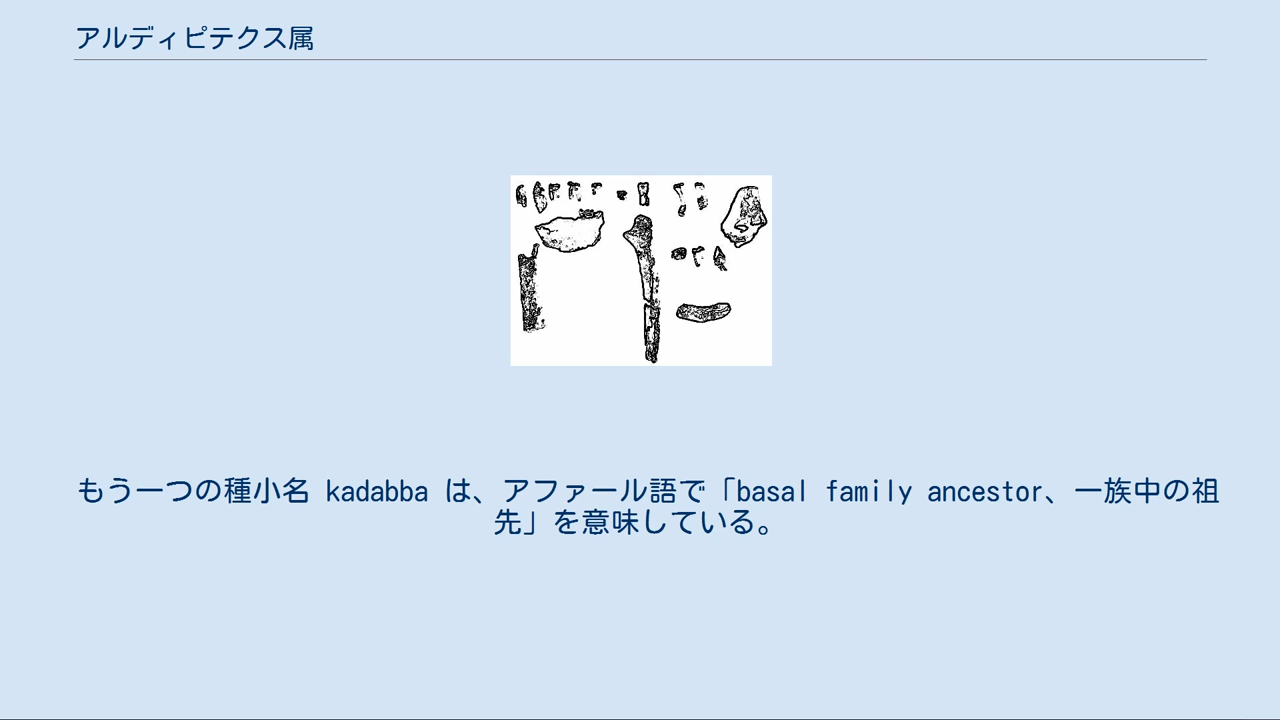 アルディピテクス属
もう一つの種小名 kadabba は、アファール語で「basal family ancestor、一族中の祖
先」を意味している。